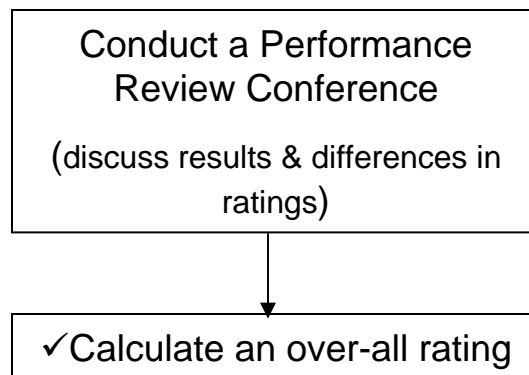 Conduct a Performance
Review Conference
(discuss results & differences in
ratings)
✓Calculate an over-all rating